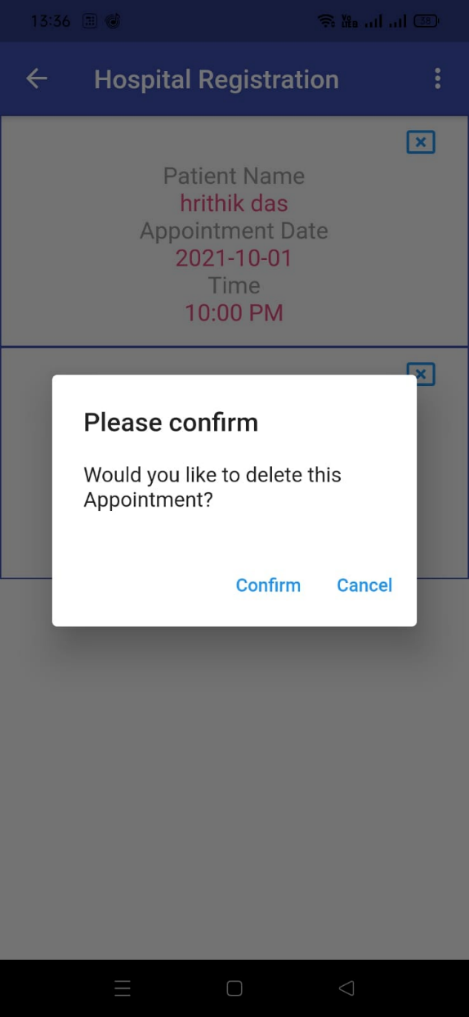 13:36
Hospital Registration
Patient Name
hrithik das
Appointment Date
2021-10-01
Time
10:00 PM
Please confirm
Would you like to delete this
Appointment?
Confirm Cancel